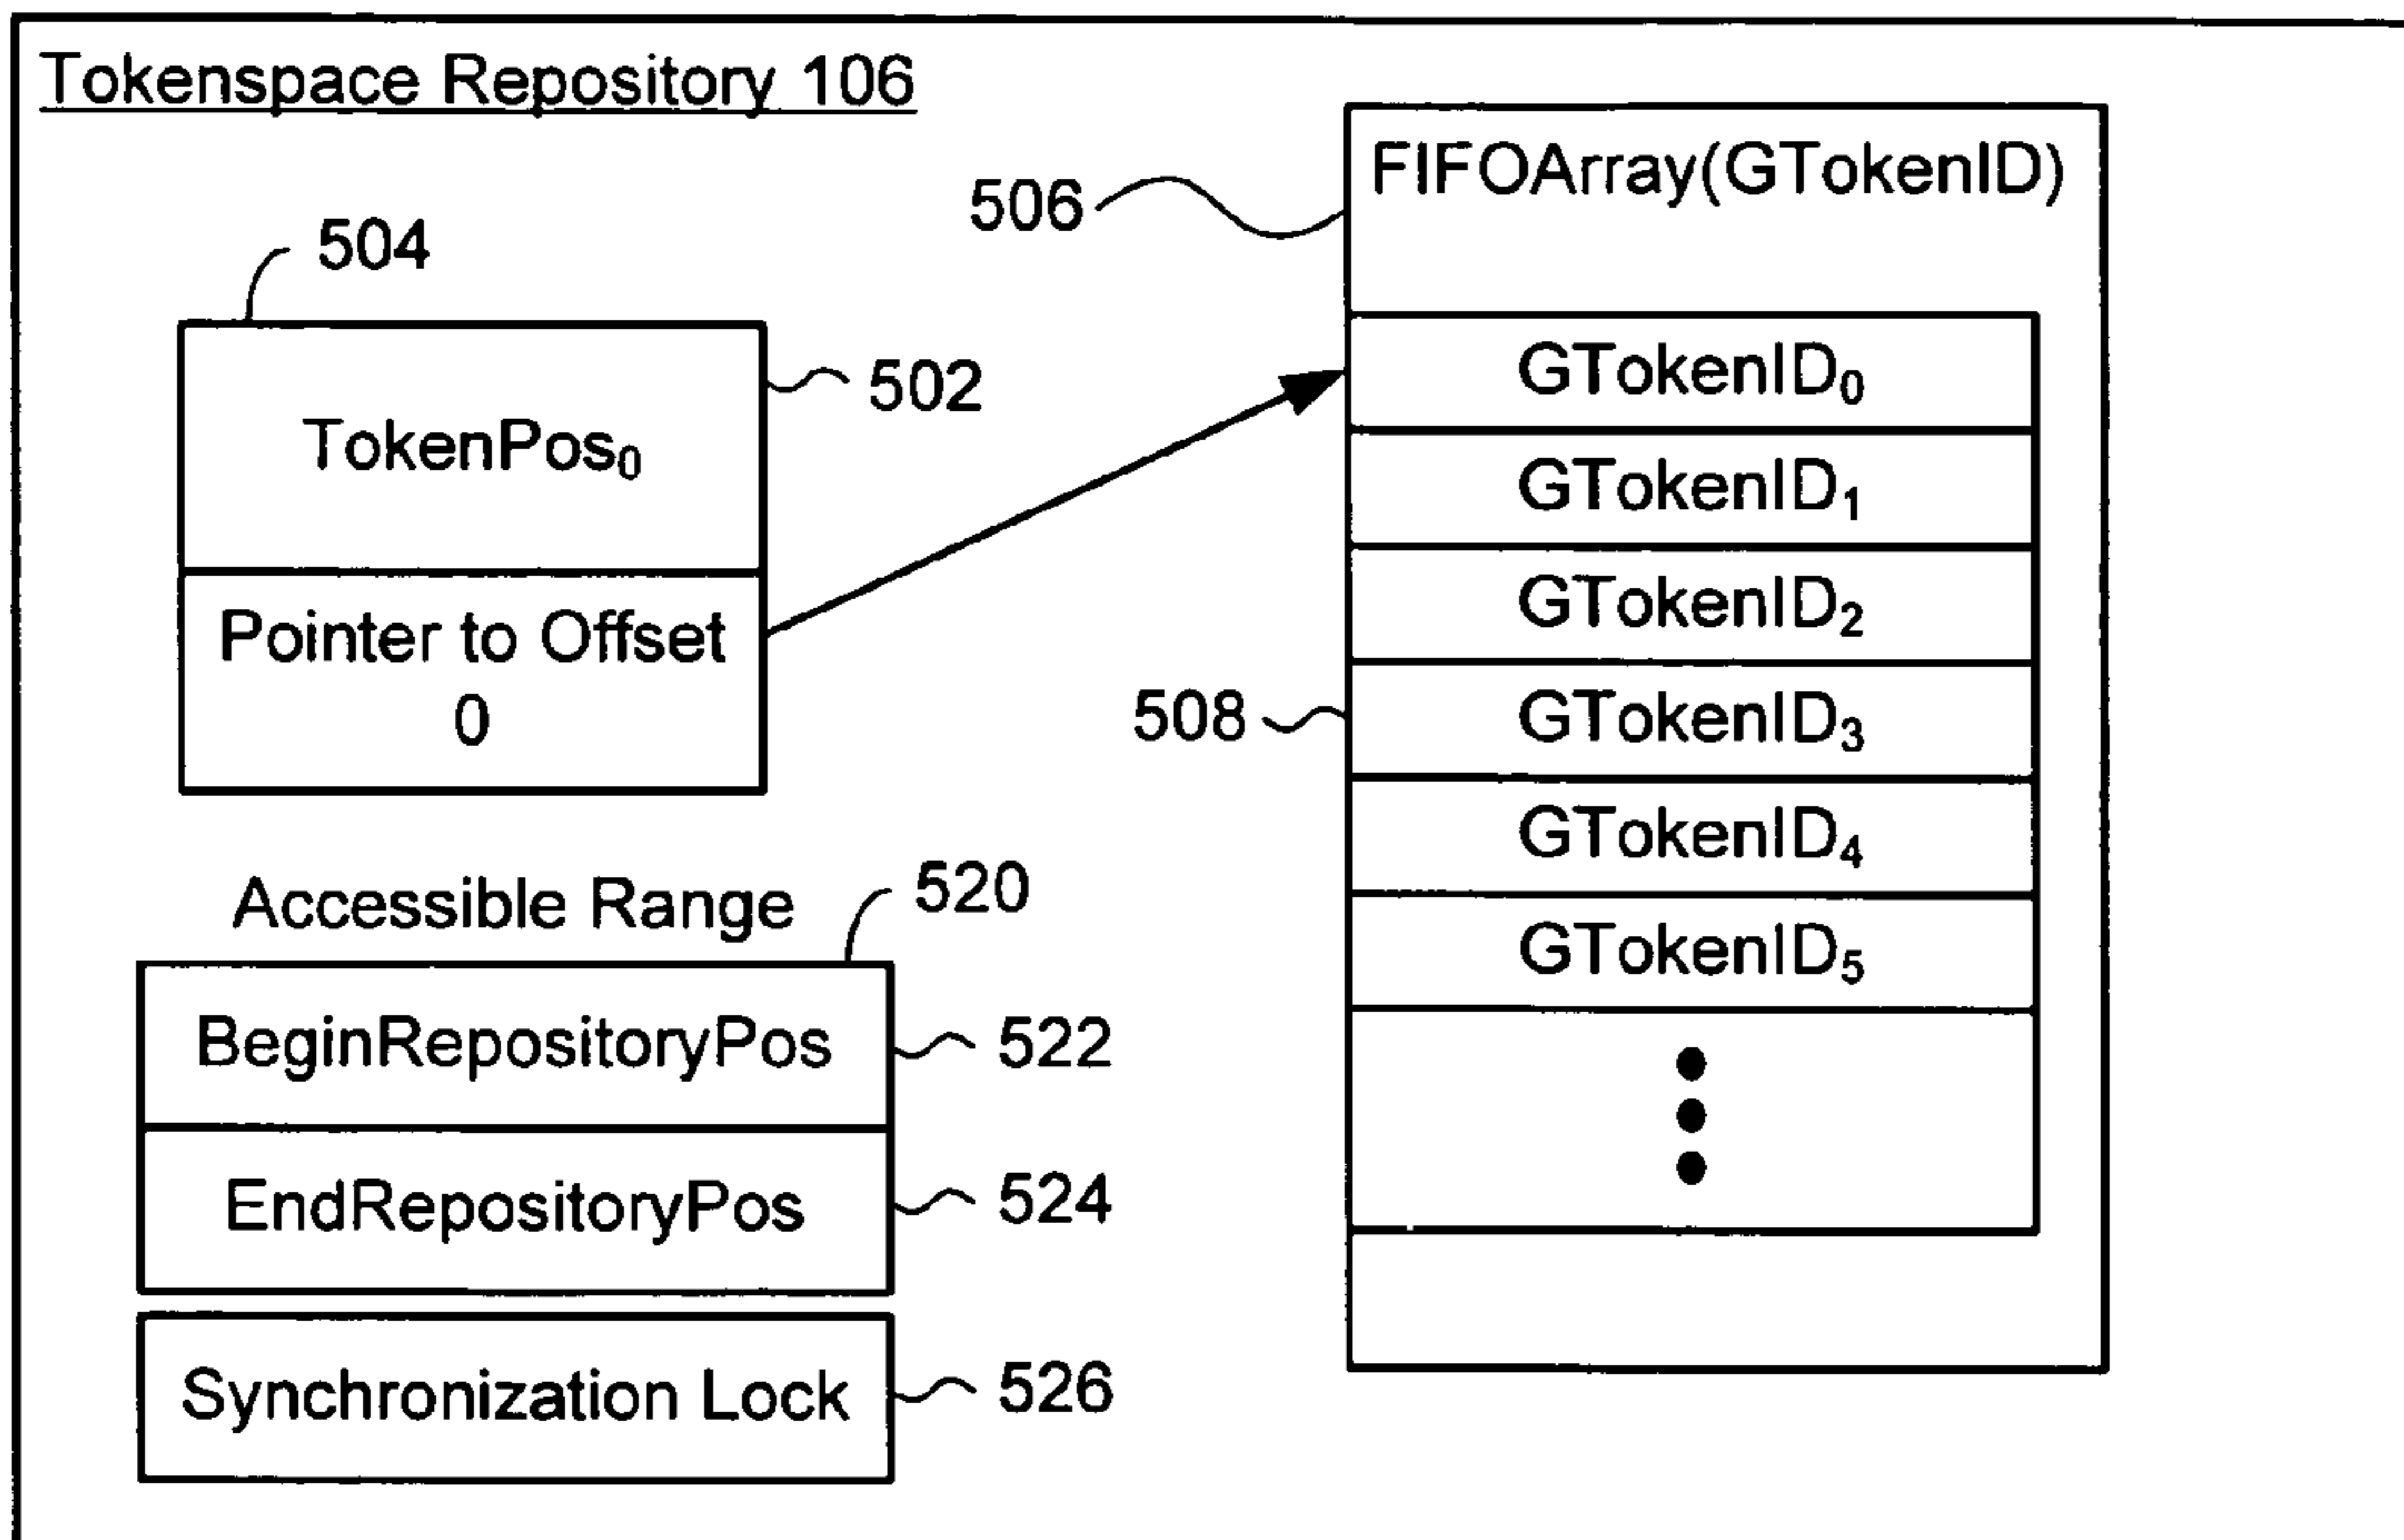 Tokenspace Repository 106
504
502
TokenPos₀
Pointer to Offset
0
506
FIFOArray(GTokenID)
GTokenID₀
GTokenID₁
GTokenID₂
508
GTokenID₃
GTokenID₄
GTokenID₅
Accessible Range
520
BeginRepositoryPos
522
EndRepositoryPos
524
Synchronization Lock
526